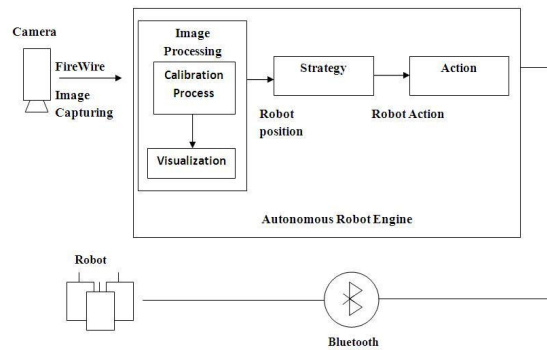 Camera
FireWire
Image
Capturing
Image
Processing
Calibration
Process
Visualization
Strategy
Action
Robot
position
Robot Action
Autonomous Robot Engine
Robot
Bluetooth